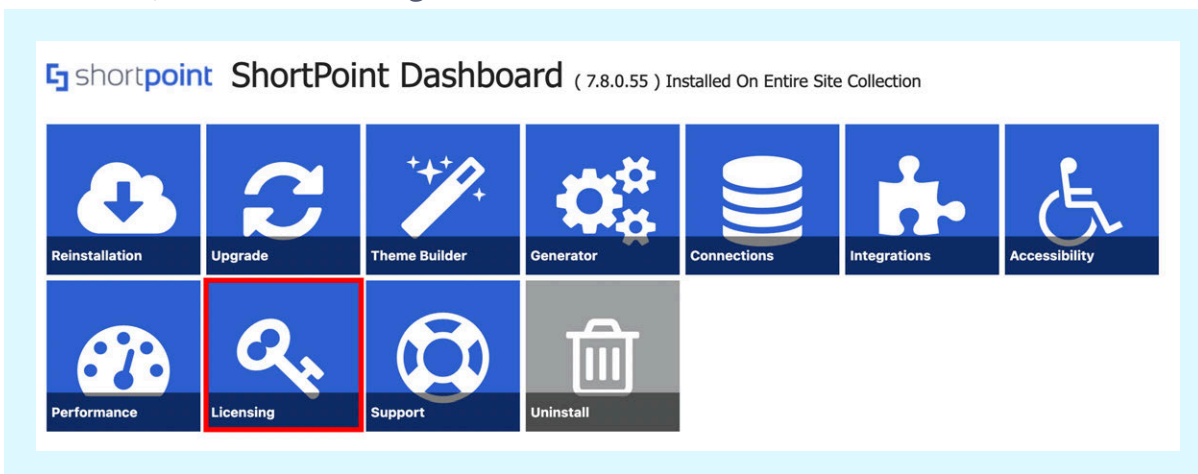 shortpoint ShortPoint Dashboard ( 7.8.0.55 ) Installed On Entire Site Collection
Reinstallation Upgrade Theme Builder Generator Connections Integrations Accessibility
Performance Licensing Support Uninstall